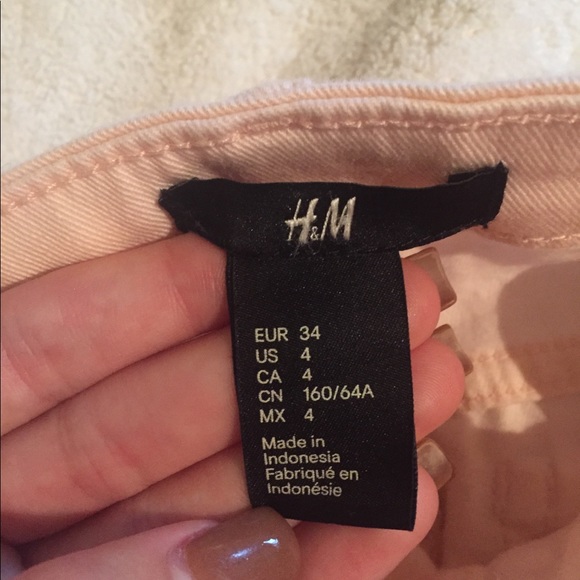 H&M
EUR 34
US 4
CA 4
CN 160/64A
MX 4
Made in
Indonesia
Fabriqué en
Indonésie